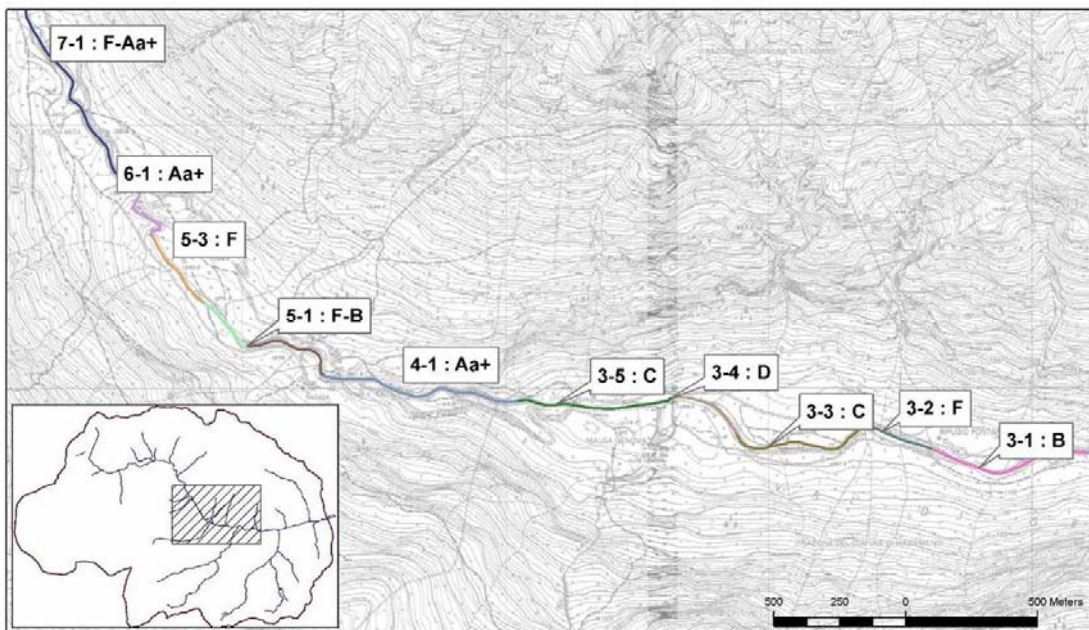 7-1 : F-Aa+
6-1 : Aa+
5-3 : F
5-1 : F-B
4-1 : Aa+
3-5 : C
3-4 : D
3-3 : C
3-2 : F
3-1 : B
500 250 0 500 Meters